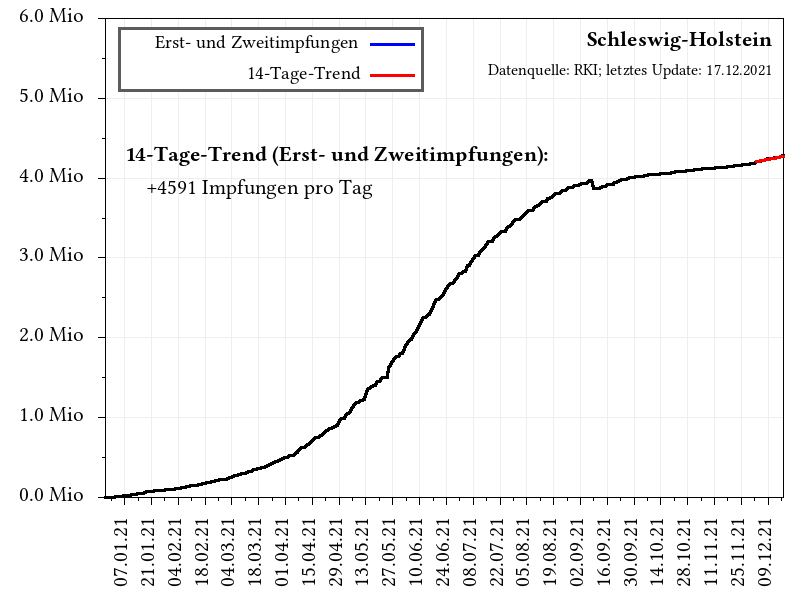 6.0 Mio
5.0 Mio
4.0 Mio
3.0 Mio
2.0 Mio
1.0 Mio
0.0 Mio
Erst- und Zweitimpfungen
14-Tage-Trend
Schleswig-Holstein
Datenquelle: RKI; letztes Update: 17.12.2021
14-Tage-Trend (Erst- und Zweitimpfungen):
+4591 Impfungen pro Tag
07.01.21
21.01.21
04.02.21
18.02.21
04.03.21
18.03.21
01.04.21
15.04.21
29.04.21
13.05.21
27.05.21
10.06.21
24.06.21
08.07.21
22.07.21
05.08.21
19.08.21
02.09.21
16.09.21
30.09.21
14.10.21
28.10.21
11.11.21
25.11.21
09.12.21